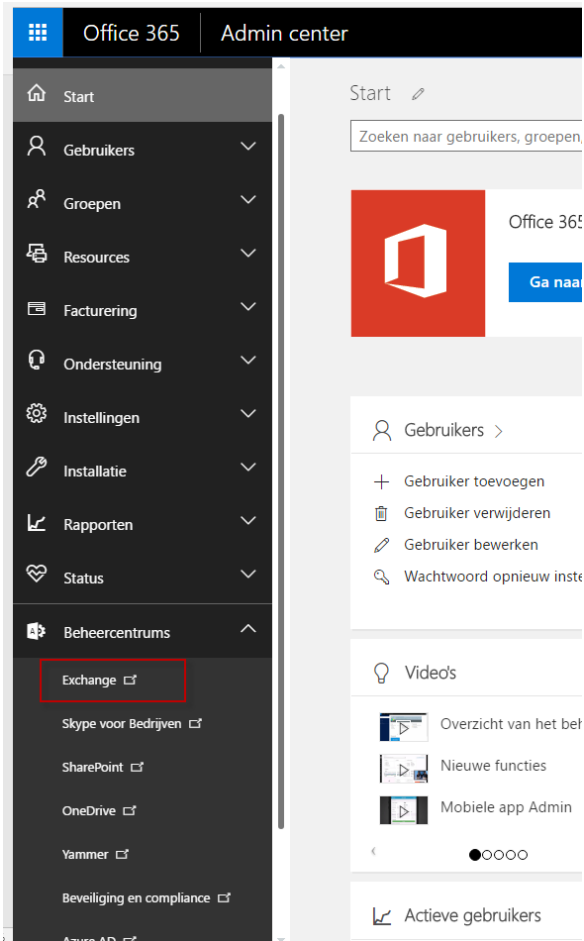 Office 365
Admin center
Start
Gebruikers
Groepen
Resources
Facturering
Ondersteuning
Instellingen
Installatie
Rapporten
Status
Beheercentrums
Exchange
Skype voor Bedrijven
SharePoint
OneDrive
Yammer
Beveiliging en compliance
Azure AD
Start
Zoeken naar gebruikers, groepen,
Office 365
Ga naar
Gebruikers
Gebruiker toevoegen
Gebruiker verwijderen
Gebruiker bewerken
Wachtwoord opnieuw inste
Video's
Overzicht van het beh
Nieuwe functies
Mobiele app Admin
Actieve gebruikers